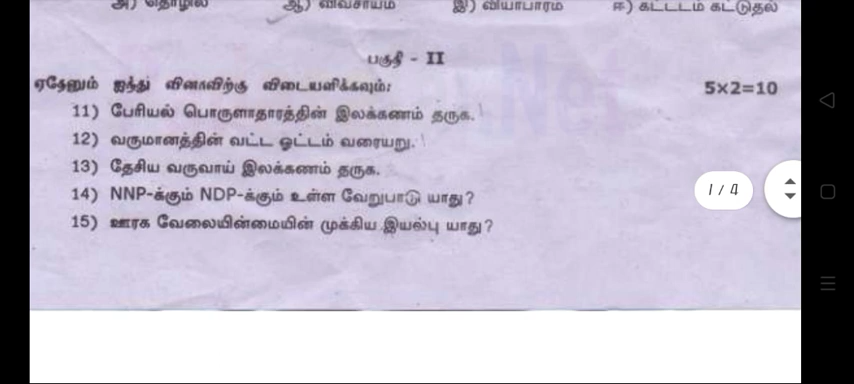 அ) தொழில் ஆ) விவசாயம் இ) வியாபாரம் ஈ) கட்டடம் கட்டுதல்
பகுதி - II
ஏதேனும் ஐந்து வினாவிற்கு விடையளிக்கவும்: 5×2=10
11) பேரியல் பொருளாதாரத்தின் இலக்கணம் தருக.
12) வருமானத்தின் வட்ட ஓட்டம் வரையறு.
13) தேசிய வருவாய் இலக்கணம் தருக.
14) NNP-க்கும் NDP-க்கும் உள்ள வேறுபாடு யாது?
1 / 4
15) ஊரக வேலையின்மையின் முக்கிய இயல்பு யாது?